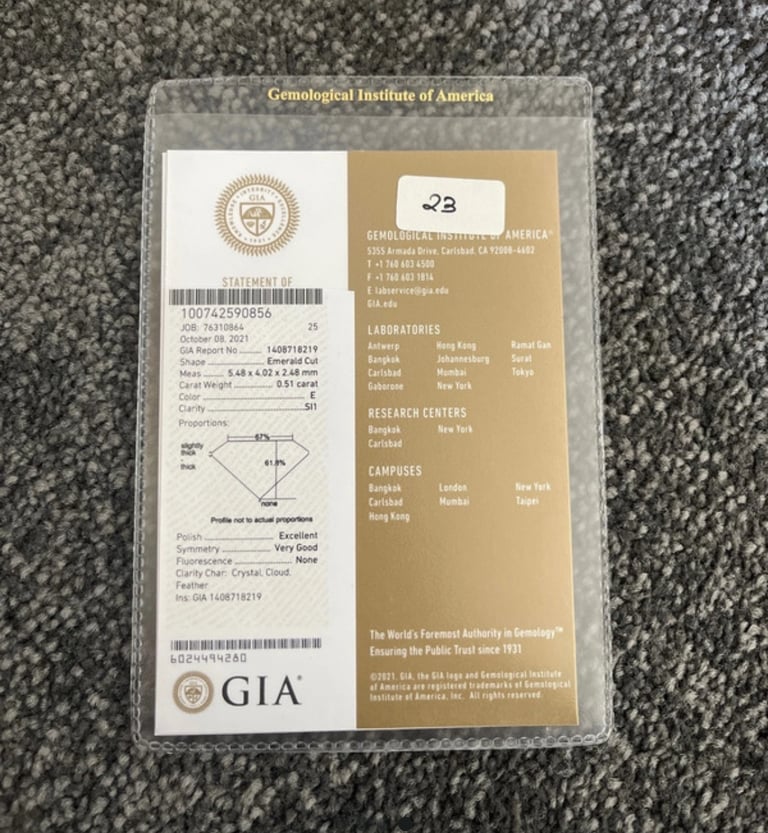 Gemological Institute of America
GIA
STATEMENT OF
100742590856
JOB: 76310864 25
October 08, 2021
GIA Report No ..... 1408718219
Shape ..... Emerald Cut
Meas ..... 5.48 x 4.02 x 2.48 mm
Carat Weight ..... 0.51 carat
Color ..... E
Clarity ..... SI1
Proportions:
67%
slightly
thick
-
thick
61.8%
none
Profile not to actual proportions
Polish ..... Excellent
Symmetry ..... Very Good
Fluorescence ..... None
Clarity Char: Crystal, Cloud,
Feather
Ins: GIA 1408718219
6024494280
GIA®
23
GEMOLOGICAL INSTITUTE OF AMERICA®
5355 Armada Drive, Carlsbad, CA 92008-4602
T +1 760 603 4500
F +1 760 603 1814
E labservice@gia.edu
GIA.edu
LABORATORIES
Antwerp Hong Kong Ramat Gan
Bangkok Johannesburg Surat
Carlsbad Mumbai Tokyo
Gaborone New York
RESEARCH CENTERS
Bangkok New York
Carlsbad
CAMPUSES
Bangkok London New York
Carlsbad Mumbai Taipei
Hong Kong
The World's Foremost Authority in Gemology™
Ensuring the Public Trust since 1931
©2021. GIA, the GIA logo and Gemological Institute
of America are registered trademarks of Gemological
Institute of America, Inc. All rights reserved.